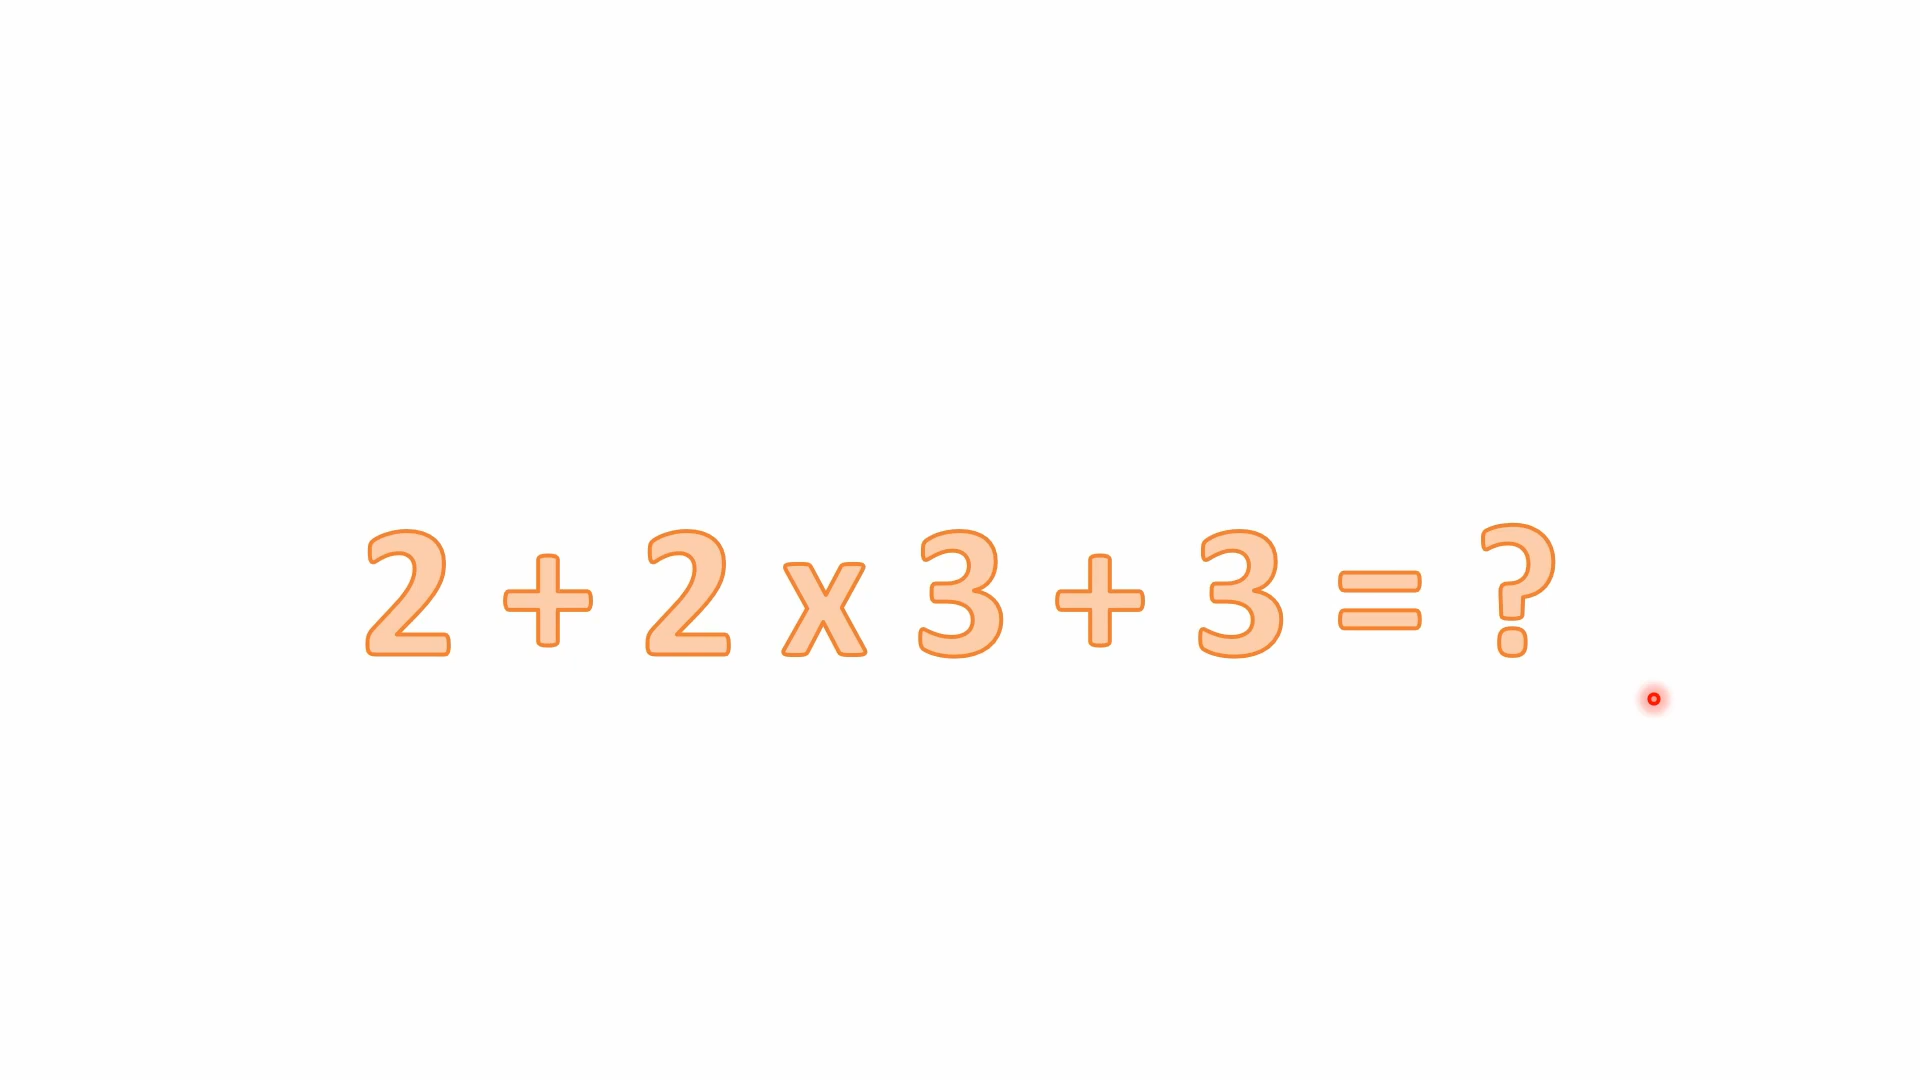 2 + 2 x 3 + 3 = ?